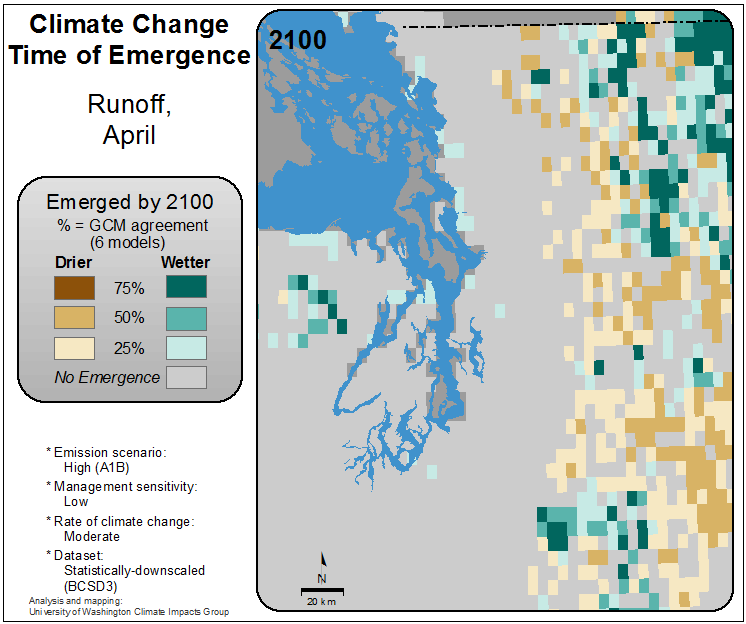 Climate Change
Time of Emergence
Runoff,
April
Emerged by 2100
% = GCM agreement
(6 models)
Drier Wetter
75%
50%
25%
No Emergence
* Emission scenario:
High (A1B)
* Management sensitivity:
Low
* Rate of climate change:
Moderate
* Dataset:
Statistically-downscaled
(BCSD3)
Analysis and mapping:
University of Washington Climate Impacts Group
2100
N
20 km